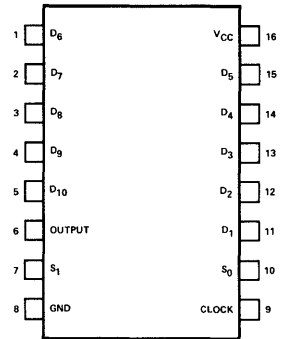 1 D6 VCC 16
2 D7 D5 15
3 D8 D4 14
4 D9 D3 13
5 D10 D2 12
6 OUTPUT D1 11
7 S1 S0 10
8 GND CLOCK 9